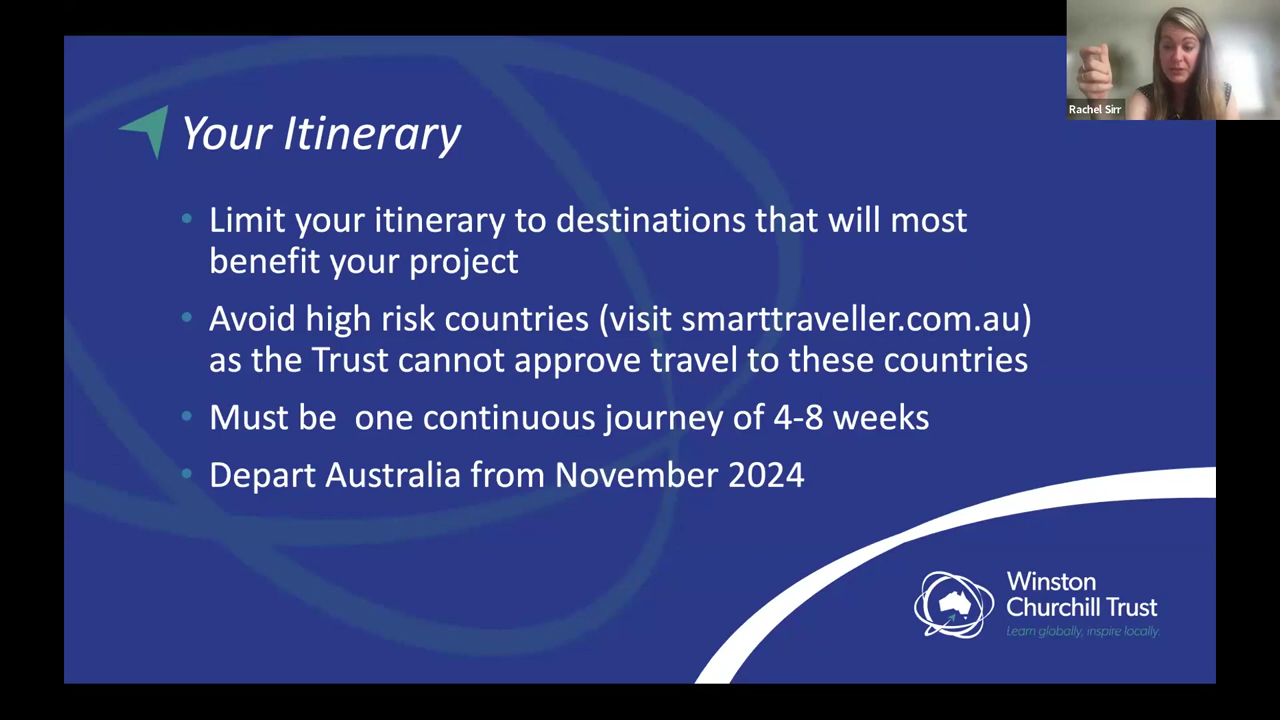 Rachel Sirr
Your Itinerary
• Limit your itinerary to destinations that will most
benefit your project
• Avoid high risk countries (visit smarttraveller.com.au)
as the Trust cannot approve travel to these countries
• Must be  one continuous journey of 4-8 weeks
• Depart Australia from November 2024
Winston
Churchill Trust
Learn globally, inspire locally.